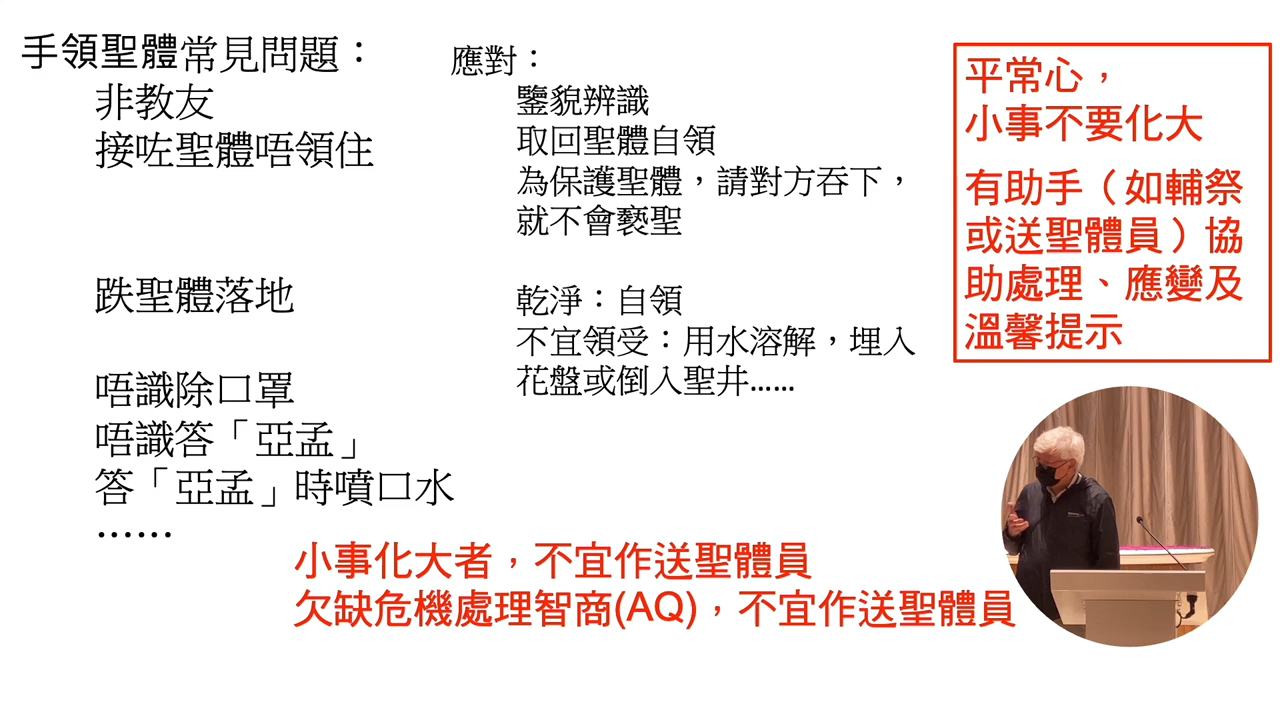 手領聖體常見問題：
非教友
接咗聖體唔領住
跌聖體落地
唔識除口罩
唔識答「亞孟」
答「亞孟」時噴口水
……
應對：
鑒貌辨識
取回聖體自領
為保護聖體，請對方吞下，
就不會褻聖
乾淨：自領
不宜領受：用水溶解，埋入
花盤或倒入聖井……
平常心，
小事不要化大
有助手（如輔祭
或送聖體員）協
助處理、應變及
溫馨提示
小事化大者，不宜作送聖體員
欠缺危機處理智商(AQ)，不宜作送聖體員